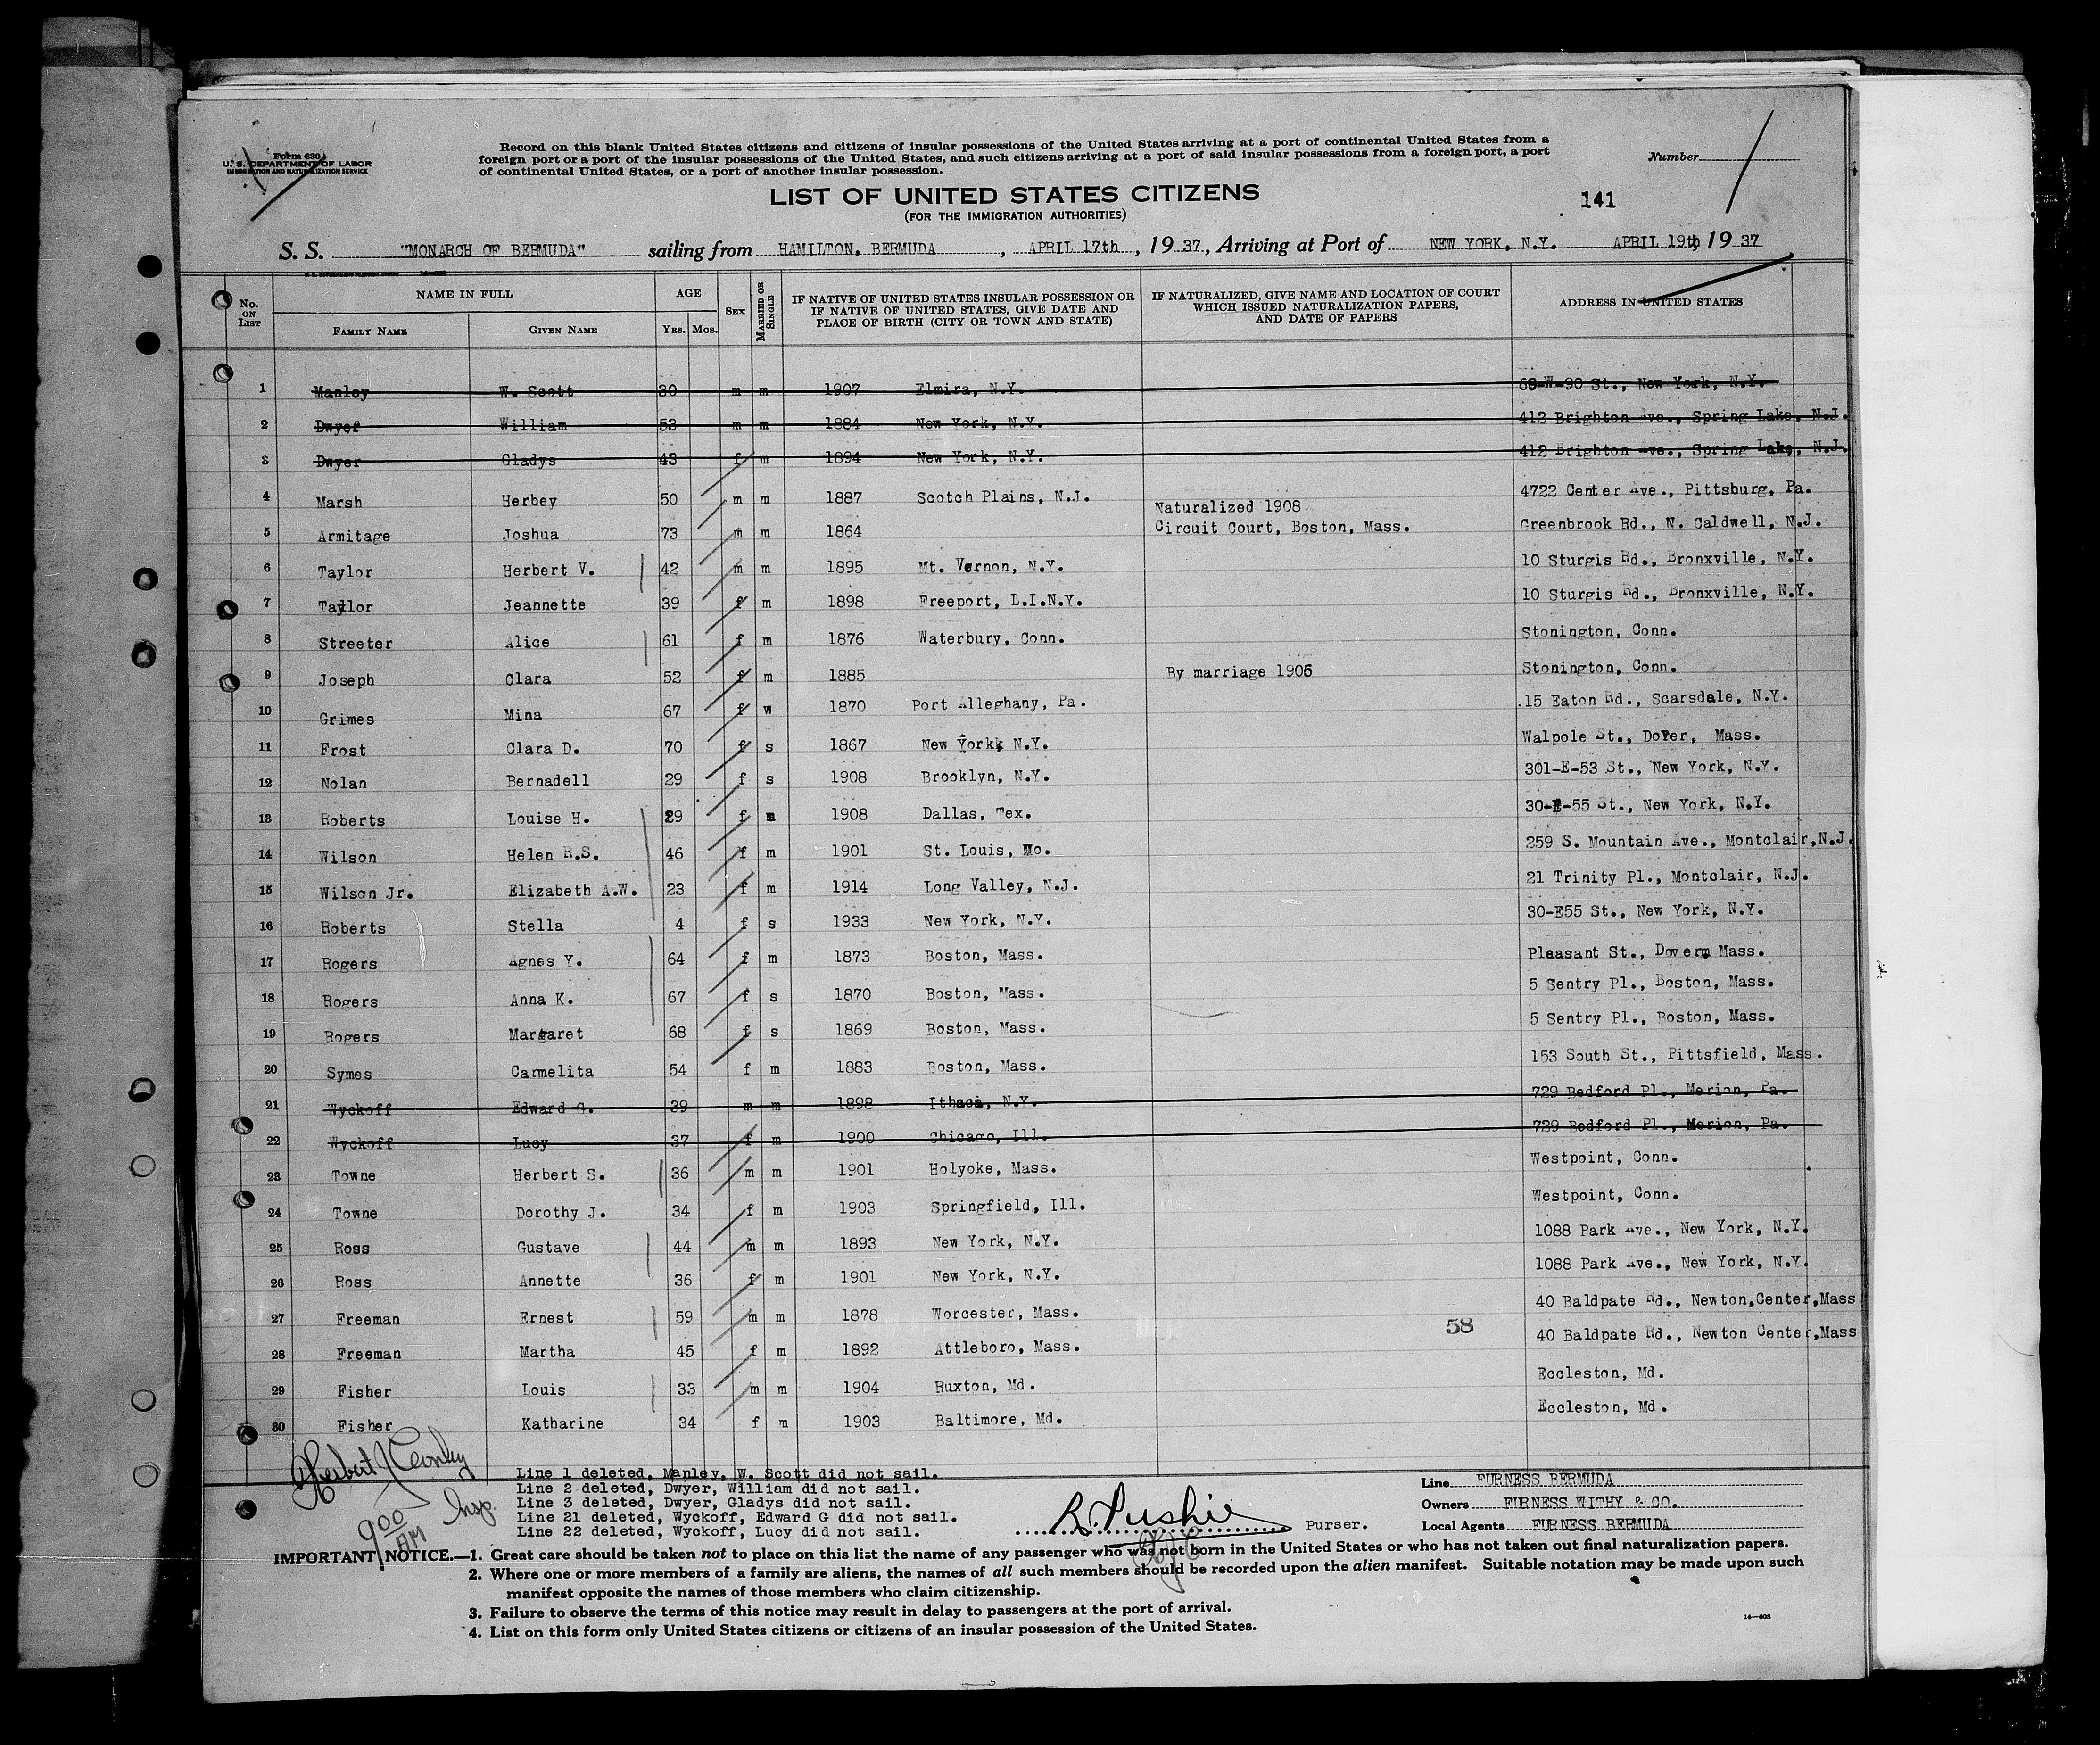 Form 630
U. S. DEPARTMENT OF LABOR
IMMIGRATION AND NATURALIZATION SERVICE
Record on this blank United States citizens and citizens of insular possessions of the United States arriving at a port of continental United States from a
foreign port or a port of the insular possessions of the United States, and such citizens arriving at a port of said insular possessions from a foreign port, a port
of continental United States, or a port of another insular possession.
Number
LIST OF UNITED STATES CITIZENS
(FOR THE IMMIGRATION AUTHORITIES)
141
S. S. "MONARCH OF BERMUDA" sailing from HAMILTON, BERMUDA, APRIL 17th, 1937, Arriving at Port of NEW YORK, N.Y. APRIL 19th, 1937
No. ON LIST NAME IN FULL FAMILY NAME GIVEN NAME AGE YRS. MOS. SEX MARRIED OR SINGLE IF NATIVE OF UNITED STATES INSULAR POSSESSION OR IF NATIVE OF UNITED STATES, GIVE DATE AND PLACE OF BIRTH (CITY OR TOWN AND STATE) IF NATURALIZED, GIVE NAME AND LOCATION OF COURT WHICH ISSUED NATURALIZATION PAPERS, AND DATE OF PAPERS ADDRESS IN UNITED STATES
1 Manley W. Scott 30 m m 1907 Elmira, N.Y. 69-W-90 St., New York, N.Y.
2 Dwyer William 53 m m 1884 New York, N.Y. 412 Brighton Ave., Spring Lake, N.J.
3 Dwyer Gladys 43 f m 1894 New York, N.Y. 412 Brighton Ave., Spring Lake, N.J.
4 Marsh Herbey 50 m m 1887 Scotch Plains, N.J. 4722 Center Ave., Pittsburg, Pa.
5 Armitage Joshua 73 m m 1864 Naturalized 1908 Circuit Court, Boston, Mass. Greenbrook Rd., N. Caldwell, N.J.
6 Taylor Herbert V. 42 m m 1895 Mt. Vernon, N.Y. 10 Sturgis Rd., Bronxville, N.Y.
7 Taylor Jeannette 39 f m 1898 Freeport, L.I.N.Y. 10 Sturgis Rd., Bronxville, N.Y.
8 Streeter Alice 61 f m 1876 Waterbury, Conn. Stonington, Conn.
9 Joseph Clara 52 f m 1885 By marriage 1905 Stonington, Conn.
10 Grimes Mina 67 f w 1870 Port Alleghany, Pa. 15 Eaton Rd., Scarsdale, N.Y.
11 Frost Clara D. 70 f s 1867 New York, N.Y. Walpole St., Dover, Mass.
12 Nolan Bernadell 29 f s 1908 Brooklyn, N.Y. 301-E-53 St., New York, N.Y.
13 Roberts Louise H. 29 f m 1908 Dallas, Tex. 30-E-55 St., New York, N.Y.
14 Wilson Helen R.S. 46 f m 1901 St. Louis, Mo. 259 S. Mountain Ave., Montclair, N.J.
15 Wilson Jr. Elizabeth A.W. 23 f m 1914 Long Valley, N.J. 21 Trinity Pl., Montclair, N.J.
16 Roberts Stella 4 f s 1933 New York, N.Y. 30-E55 St., New York, N.Y.
17 Rogers Agnes Y. 64 f m 1873 Boston, Mass. Pleasant St., Dover, Mass.
18 Rogers Anna K. 67 f s 1870 Boston, Mass. 5 Sentry Pl., Boston, Mass.
19 Rogers Margaret 68 f s 1869 Boston, Mass. 5 Sentry Pl., Boston, Mass.
20 Symes Carmelita 54 f m 1883 Boston, Mass. 153 South St., Pittsfield, Mass.
21 Wyckoff Edward G. 39 m m 1898 Ithaca, N.Y. 729 Bedford Pl., Merion, Pa.
22 Wyckoff Lucy 37 f m 1900 Chicago, Ill. 729 Bedford Pl., Merion, Pa.
23 Towne Herbert S. 36 m m 1901 Holyoke, Mass. Westpoint, Conn.
24 Towne Dorothy J. 34 f m 1903 Springfield, Ill. Westpoint, Conn.
25 Ross Gustave 44 m m 1893 New York, N.Y. 1088 Park Ave., New York, N.Y.
26 Ross Annette 36 f m 1901 New York, N.Y. 1088 Park Ave., New York, N.Y.
27 Freeman Ernest 59 m m 1878 Worcester, Mass. 40 Baldpate Rd., Newton,Center,Mass
58
28 Freeman Martha 45 f m 1892 Attleboro, Mass. 40 Baldpate Rd., Newton Center,Mass
29 Fisher Louis 33 m m 1904 Ruxton, Md. Eccleston, Md.
30 Fisher Katharine 34 f m 1903 Baltimore, Md. Eccleston, Md.
Herbert J
Insp.
9 00 AM
Line 1 deleted, Manley, W. Scott did not sail.
Line 2 deleted, Dwyer, William did not sail.
Line 3 deleted, Dwyer, Gladys did not sail.
Line 21 deleted, Wyckoff, Edward G did not sail.
Line 22 deleted, Wyckoff, Lucy did not sail.
R. Pushie Purser.
Line FURNESS BERMUDA
Owners FURNESS WITHY & CO.
Local Agents FURNESS BERMUDA
IMPORTANT NOTICE.—1. Great care should be taken not to place on this list the name of any passenger who was not born in the United States or who has not taken out final naturalization papers.
2. Where one or more members of a family are aliens, the names of all such members should be recorded upon the alien manifest. Suitable notation may be made upon such
manifest opposite the names of those members who claim citizenship.
3. Failure to observe the terms of this notice may result in delay to passengers at the port of arrival.
4. List on this form only United States citizens or citizens of an insular possession of the United States.
14—608